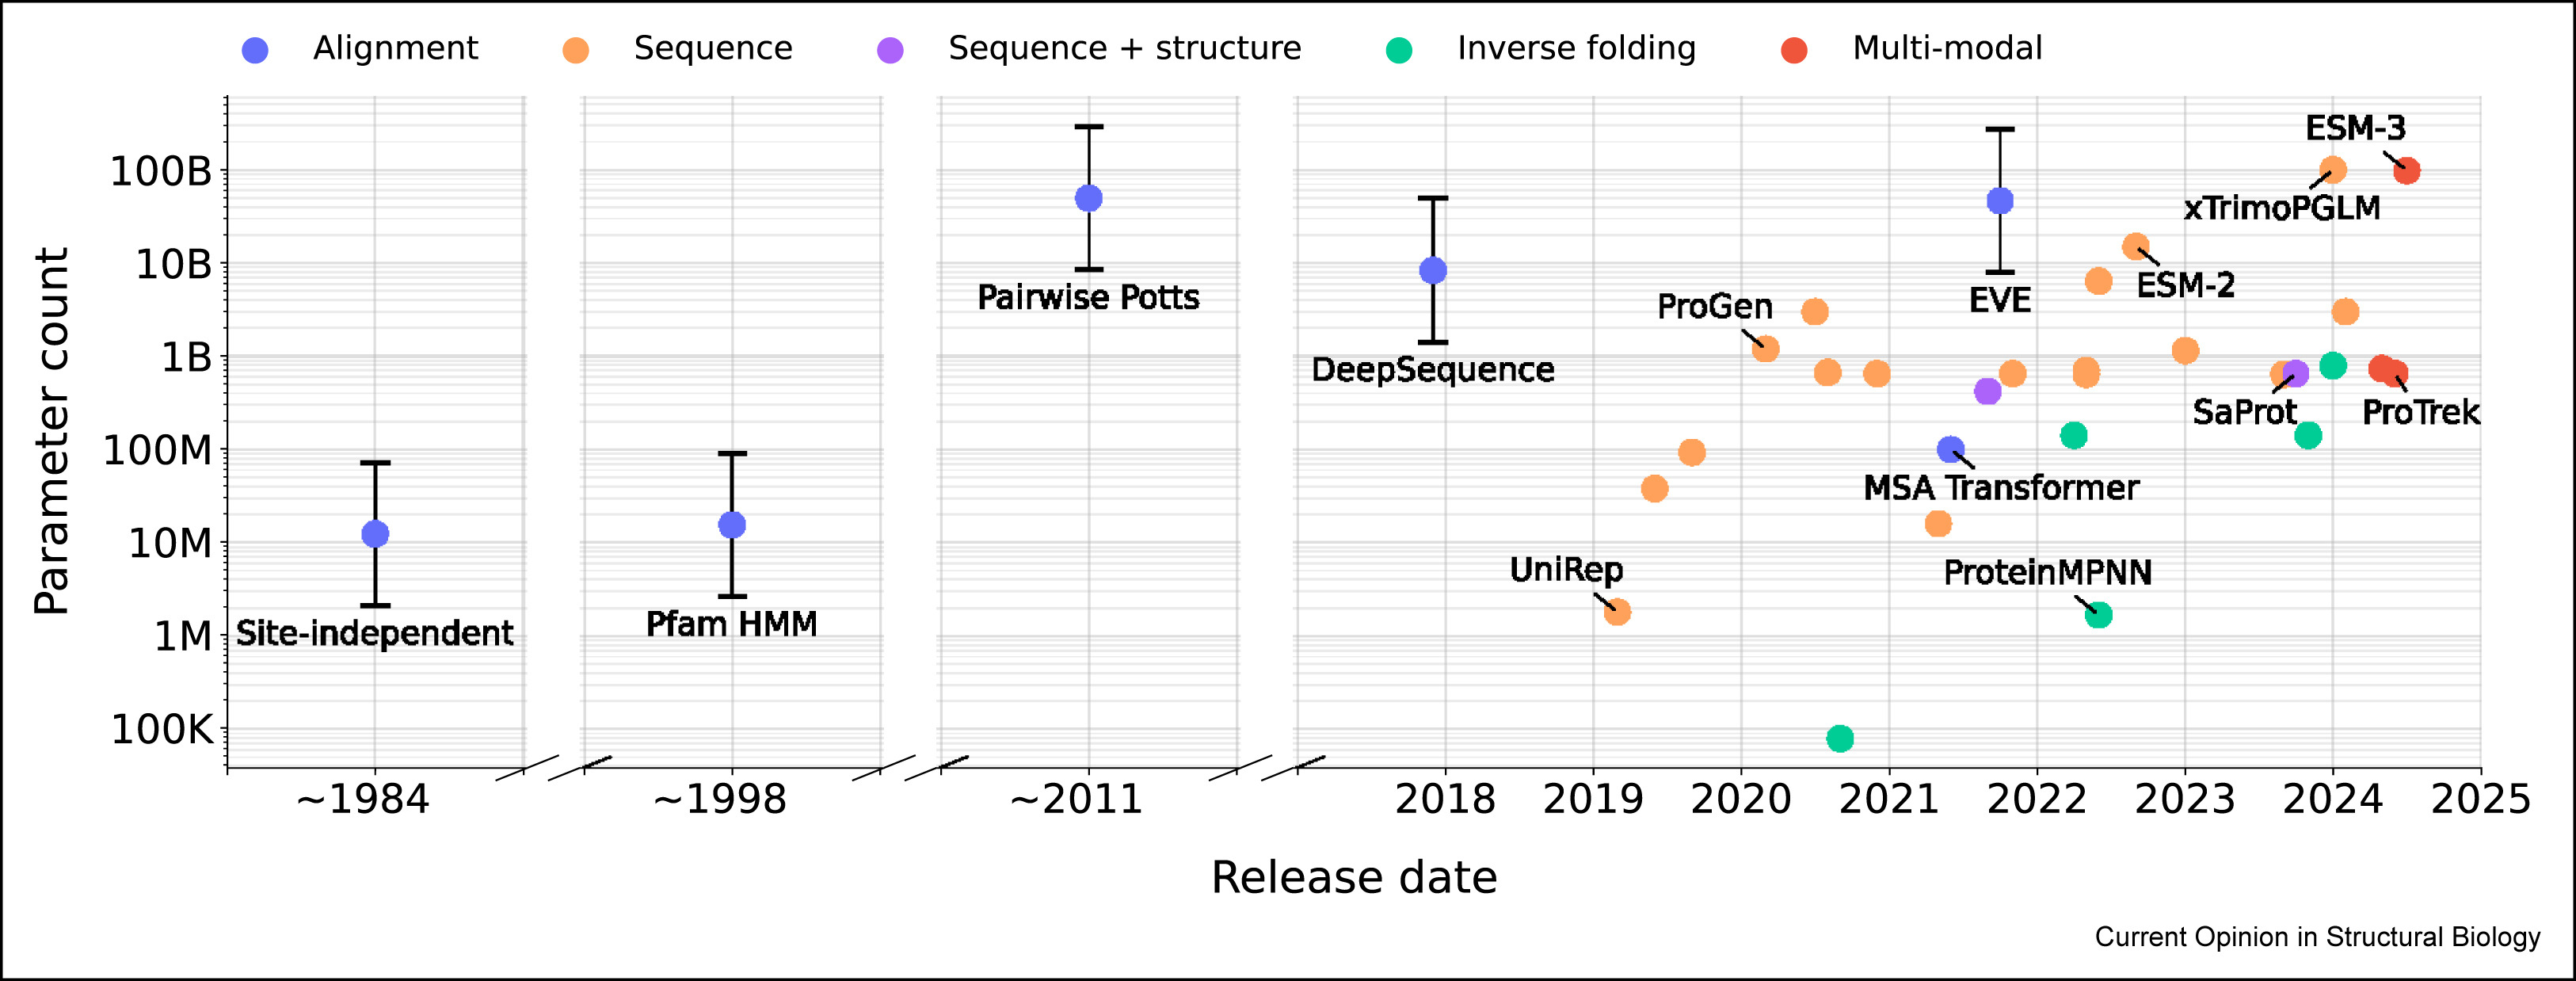 Alignment Sequence Sequence + structure Inverse folding Multi-modal
Parameter count
100B
10B
1B
100M
10M
1M
100K
Site-independent
Pfam HMM
Pairwise Potts
DeepSequence
UniRep
ProGen
MSA Transformer
ProteinMPNN
EVE
ESM-2
xTrimoPGLM
ESM-3
SaProt
ProTrek
~1984 ~1998 ~2011 2018 2019 2020 2021 2022 2023 2024 2025
Release date
Current Opinion in Structural Biology